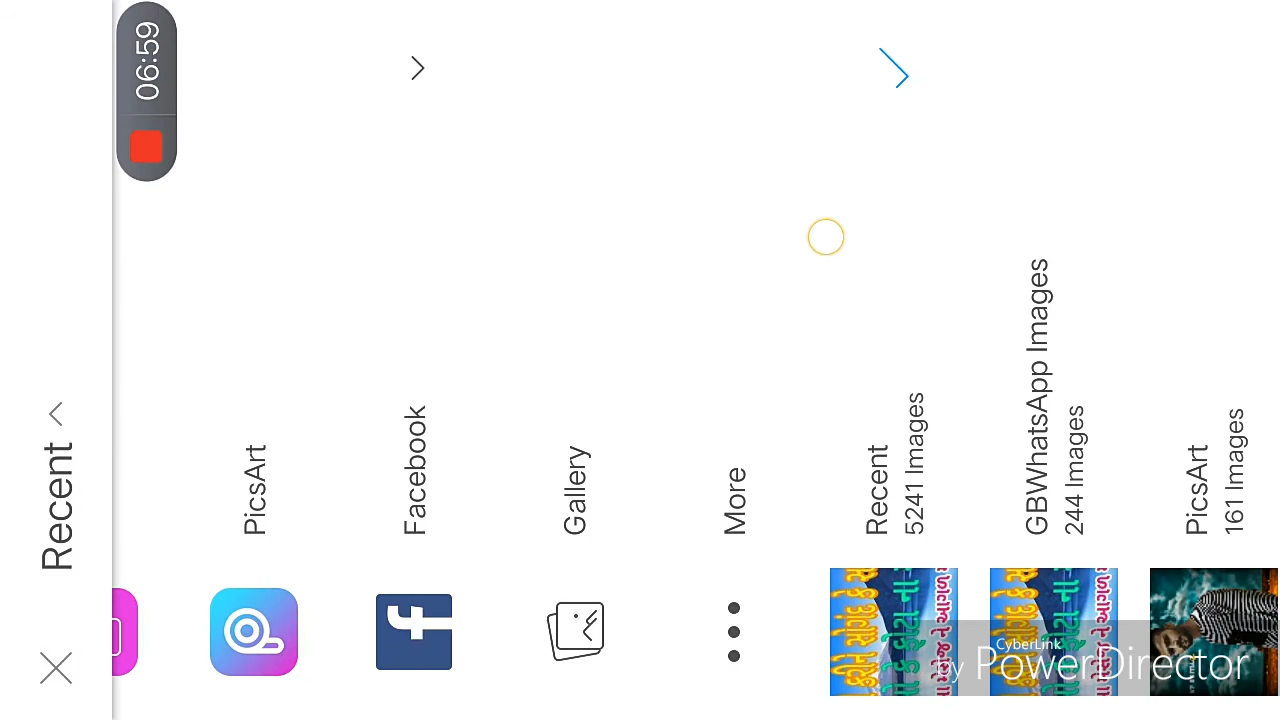 06:59
Recent
PicsArt
Facebook
Gallery
More
Recent
5241 Images
GBWhatsApp Images
244 Images
PicsArt
161 Images
CyberLink
by PowerDirector